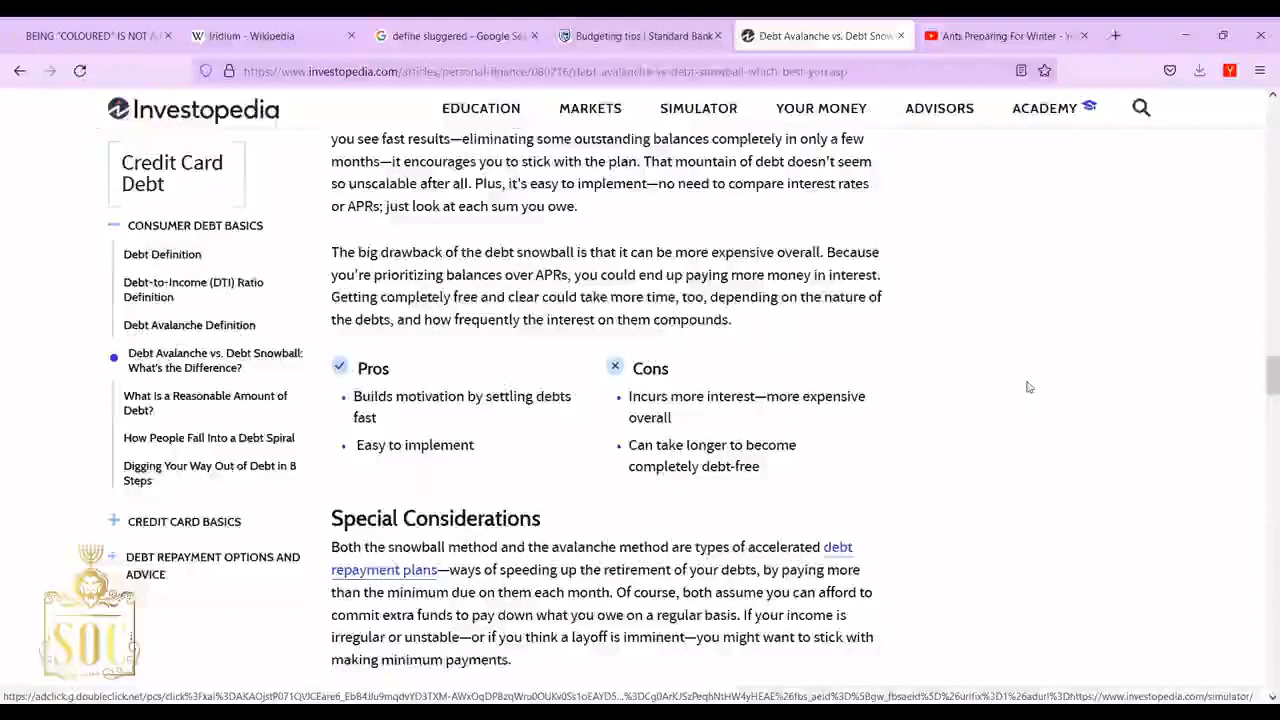 BEING "COLOURED" IS NOT A
Iridium - Wikipedia
define sluggered - Google Se
Budgeting tips | Standard Bank
Debt Avalanche vs. Debt Snow
Ants Preparing For Winter - Y
https://www.investopedia.com/articles/personal-finance/080716/debt-avalanche-vs-debt-snowball-which-best-you.asp
Investopedia
EDUCATION
MARKETS
SIMULATOR
YOUR MONEY
ADVISORS
ACADEMY
Credit Card
Debt
CONSUMER DEBT BASICS
Debt Definition
Debt-to-Income (DTI) Ratio
Definition
Debt Avalanche Definition
Debt Avalanche vs. Debt Snowball:
What's the Difference?
What Is a Reasonable Amount of
Debt?
How People Fall Into a Debt Spiral
Digging Your Way Out of Debt in 8
Steps
CREDIT CARD BASICS
DEBT REPAYMENT OPTIONS AND
ADVICE
you see fast results—eliminating some outstanding balances completely in only a few
months—it encourages you to stick with the plan. That mountain of debt doesn't seem
so unscalable after all. Plus, it's easy to implement—no need to compare interest rates
or APRs; just look at each sum you owe.
The big drawback of the debt snowball is that it can be more expensive overall. Because
you're prioritizing balances over APRs, you could end up paying more money in interest.
Getting completely free and clear could take more time, too, depending on the nature of
the debts, and how frequently the interest on them compounds.
Pros
Builds motivation by settling debts
fast
Easy to implement
Cons
Incurs more interest—more expensive
overall
Can take longer to become
completely debt-free
Special Considerations
Both the snowball method and the avalanche method are types of accelerated debt
repayment plans—ways of speeding up the retirement of your debts, by paying more
than the minimum due on them each month. Of course, both assume you can afford to
commit extra funds to pay down what you owe on a regular basis. If your income is
irregular or unstable—or if you think a layoff is imminent—you might want to stick with
making minimum payments.
SOC